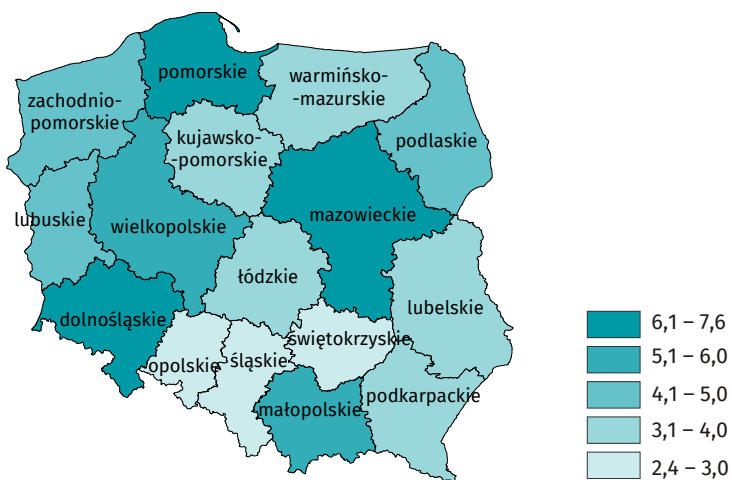 pomorskie
warmińsko-
-mazurskie
zachodnio-
pomorskie
kujawsko-
-pomorskie
podlaskie
lubuskie
wielkopolskie
mazowieckie
łódzkie
lubelskie
dolnośląskie
świętokrzyskie
opolskie
śląskie
małopolskie
podkarpackie
6,1 – 7,6
5,1 – 6,0
4,1 – 5,0
3,1 – 4,0
2,4 – 3,0